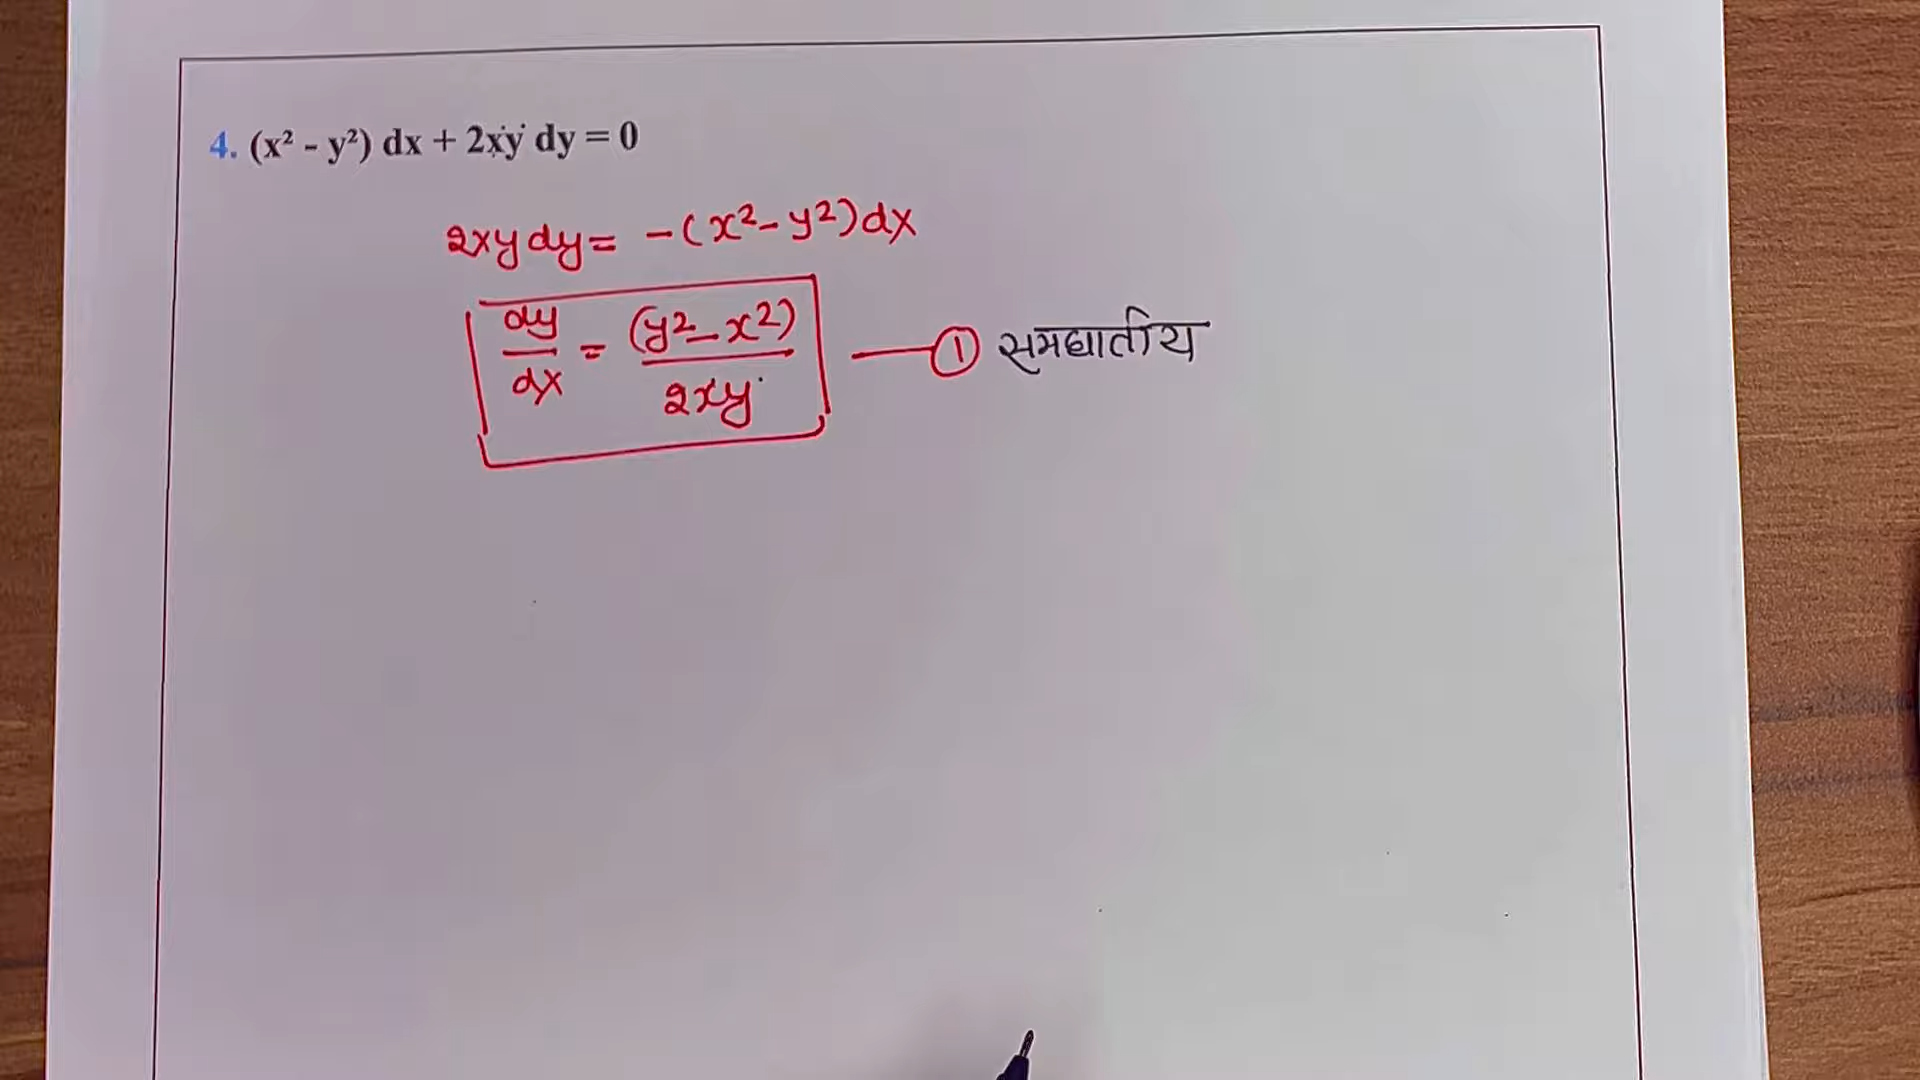 4. (x² - y²) dx + 2xy dy = 0
2xy dy = -(x²-y²)dx
dy/dx = (y²-x²)/2xy —① समघातीय